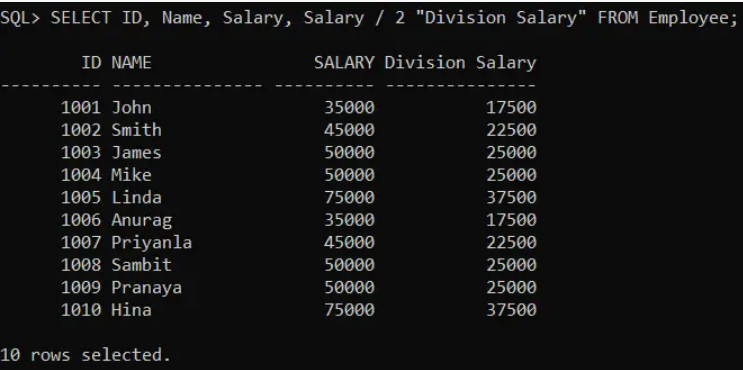 SQL> SELECT ID, Name, Salary, Salary / 2 "Division Salary" FROM Employee;
ID NAME SALARY Division Salary
---------- --------------- ---------- ---------------
1001 John 35000 17500
1002 Smith 45000 22500
1003 James 50000 25000
1004 Mike 50000 25000
1005 Linda 75000 37500
1006 Anurag 35000 17500
1007 Priyanla 45000 22500
1008 Sambit 50000 25000
1009 Pranaya 50000 25000
1010 Hina 75000 37500
10 rows selected.